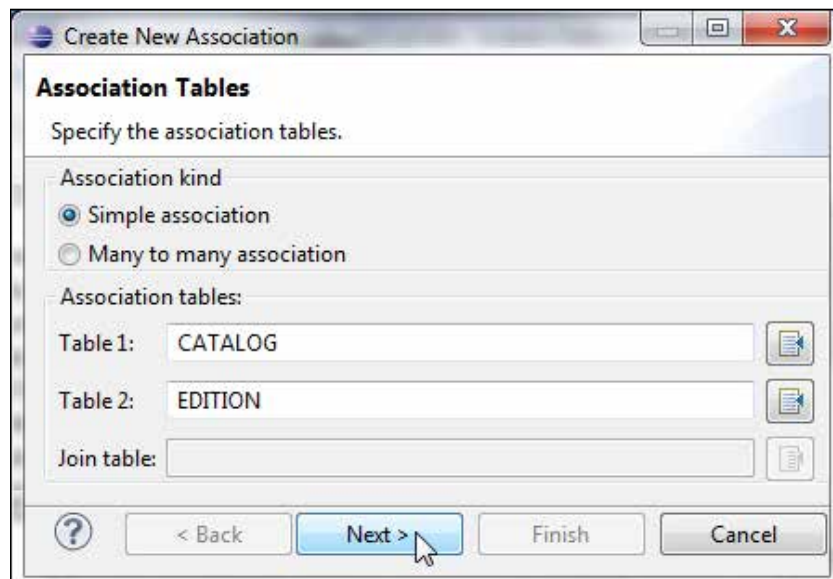 Create New Association
Association Tables
Specify the association tables.
Association kind
Simple association
Many to many association
Association tables:
Table 1: CATALOG
Table 2: EDITION
Join table:
? < Back Next > Finish Cancel